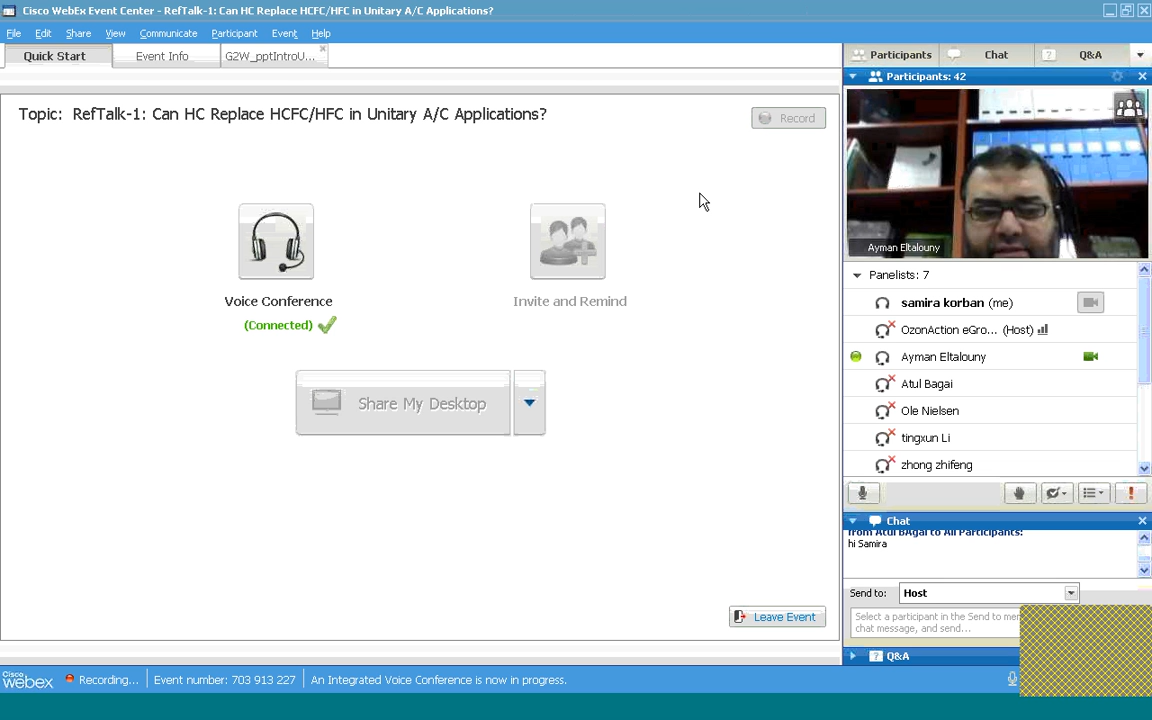 Cisco WebEx Event Center - RefTalk-1: Can HC Replace HCFC/HFC in Unitary A/C Applications?
File Edit Share View Communicate Participant Event Help
Quick Start Event Info G2W_pptIntroU...
Participants Chat Q&A
Participants: 42
Topic: RefTalk-1: Can HC Replace HCFC/HFC in Unitary A/C Applications?
Record
Ayman Eltalouny
Panelists: 7
samira korban (me)
OzonAction eGro... (Host)
Ayman Eltalouny
Atul Bagai
Ole Nielsen
tingxun Li
zhong zhifeng
Voice Conference
(Connected)
Invite and Remind
Share My Desktop
Chat
from Atul BAgai to All Participants:
hi Samira
Send to: Host
Select a participant in the Send to men
chat message, and send...
Leave Event
Q&A
Cisco
webex
Recording...
Event number: 703 913 227
An Integrated Voice Conference is now in progress.